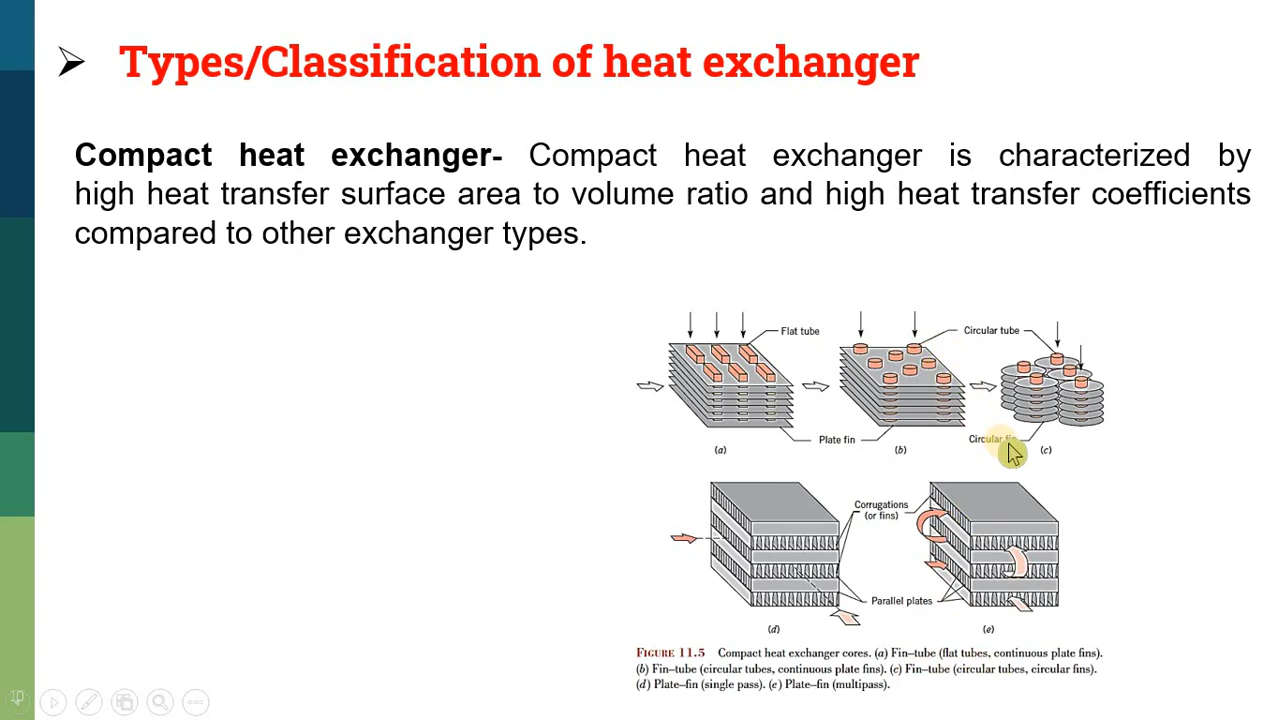 Types/Classification of heat exchanger
Compact heat exchanger- Compact heat exchanger is characterized by
high heat transfer surface area to volume ratio and high heat transfer coefficients
compared to other exchanger types.
Flat tube
Circular tube
Plate fin
Circular fin
(a)
(b)
(c)
Corrugations
(or fins)
Parallel plates
(d)
(e)
FIGURE 11.5 Compact heat exchanger cores. (a) Fin–tube (flat tubes, continuous plate fins).
(b) Fin–tube (circular tubes, continuous plate fins). (c) Fin–tube (circular tubes, circular fins).
(d) Plate–fin (single pass). (e) Plate–fin (multipass).
10